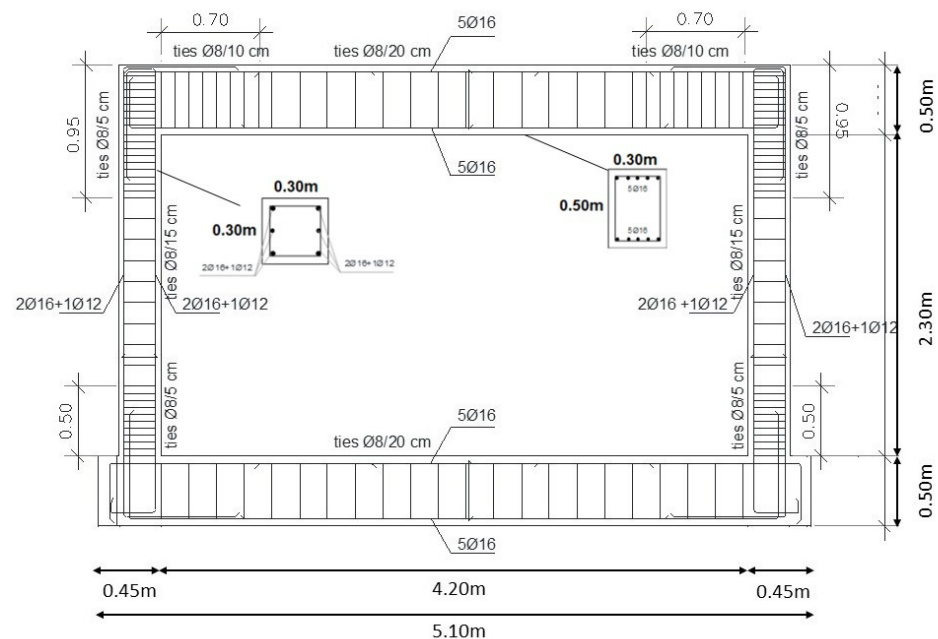 0.70
0.70
5Ø16
ties Ø8/10 cm
ties Ø8/20 cm
ties Ø8/10 cm
0.95
ties Ø8/5 cm
ties Ø8/5 cm
0.95
0.50m
5Ø16
0.30m
0.30m
0.30m
0.50m
5Ø16
5Ø16
2Ø16+1Ø12
2Ø16+1Ø12
ties Ø8/15 cm
ties Ø8/15 cm
2Ø16+1Ø12
2Ø16+1Ø12
2Ø16 +1Ø12
2Ø16+1Ø12
2.30m
0.50
ties Ø8/5 cm
ties Ø8/5 cm
0.50
5Ø16
ties Ø8/20 cm
0.50m
5Ø16
0.45m
4.20m
0.45m
5.10m